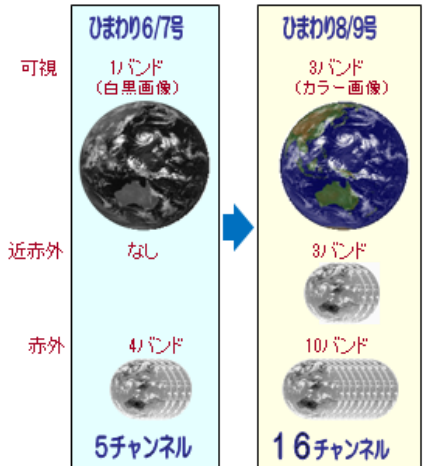 ひまわり6/7号
ひまわり8/9号
可視
1バンド
(白黒画像)
3バンド
(カラー画像)
近赤外
なし
3バンド
赤外
4バンド
10バンド
5チャンネル
16チャンネル